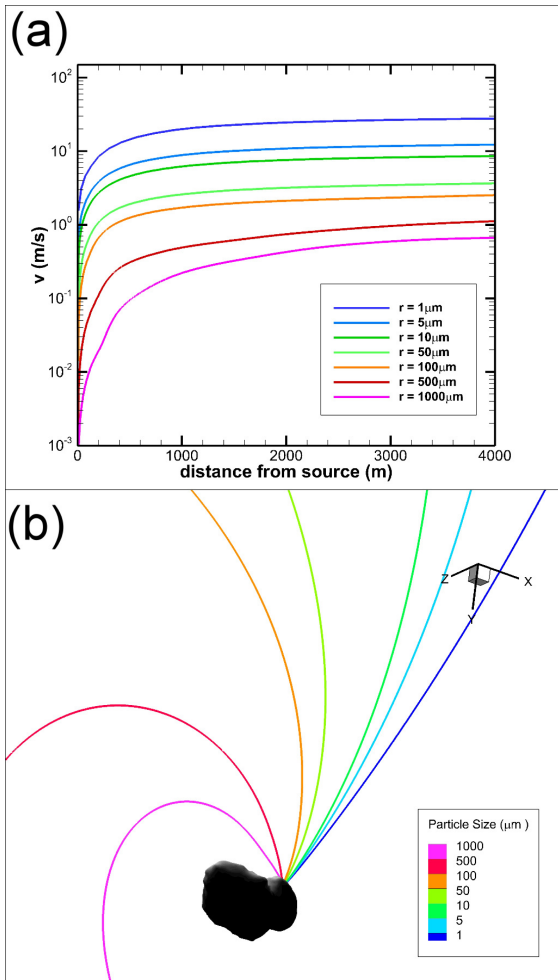 (a)
10²
10¹
10⁰
10⁻¹
10⁻²
10⁻³
v (m/s)
r = 1μm
r = 5μm
r = 10μm
r = 50μm
r = 100μm
r = 500μm
r = 1000μm
0 1000 2000 3000 4000
distance from source (m)
(b)
Z
X
Y
Particle Size (μm )
1000
500
100
50
10
5
1